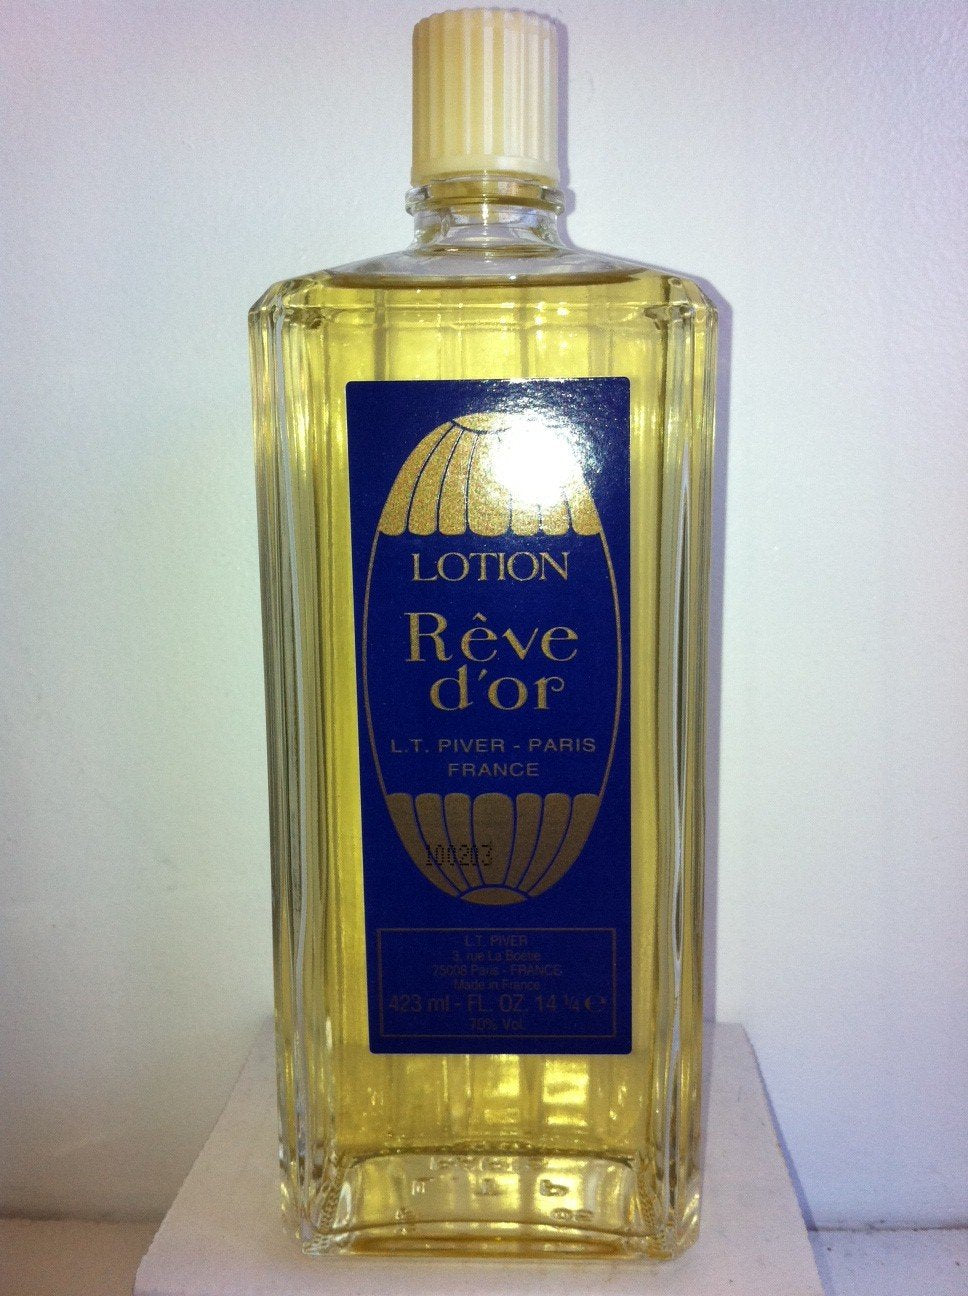 LOTION
Rêve
d'or
L.T. PIVER - PARIS
FRANCE
100203
L.T. PIVER
3, rue La Boétie
75008 Paris - FRANCE
Made in France
423 ml - FL. OZ. 14 ¼ ℮
70% Vol.